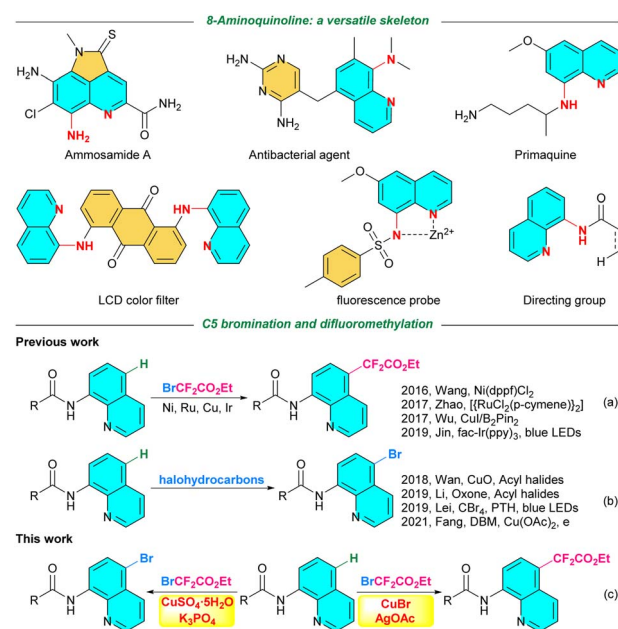 8-Aminoquinoline: a versatile skeleton
N S
H₂N
Cl
N
NH₂
NH₂
O
Ammosamide A
NH₂
N
N
H₂N
N
N
Antibacterial agent
O
N
NH
H₂N
Primaquine
N
NH
O
O
HN
N
LCD color filter
O
N
N
Zn²⁺
O
S
O
fluorescence probe
N
NH
O
H
Directing group
C5 bromination and difluoromethylation
Previous work
H
O
R
N
H
N
BrCF₂CO₂Et
Ni, Ru, Cu, Ir
CF₂CO₂Et
O
R
N
H
N
2016, Wang, Ni(dppf)Cl₂
2017, Zhao, [{RuCl₂(p-cymene)}₂]
2017, Wu, CuI/B₂Pin₂
2019, Jin, fac-Ir(ppy)₃, blue LEDs
(a)
H
O
R
N
H
N
halohydrocarbons
Br
O
R
N
H
N
2018, Wan, CuO, Acyl halides
2019, Li, Oxone, Acyl halides
2019, Lei, CBr₄, PTH, blue LEDs
2021, Fang, DBM, Cu(OAc)₂, e
(b)
This work
Br
O
R
N
H
N
BrCF₂CO₂Et
CuSO₄·5H₂O
K₃PO₄
H
O
R
N
H
N
BrCF₂CO₂Et
CuBr
AgOAc
CF₂CO₂Et
O
R
N
H
N
(c)